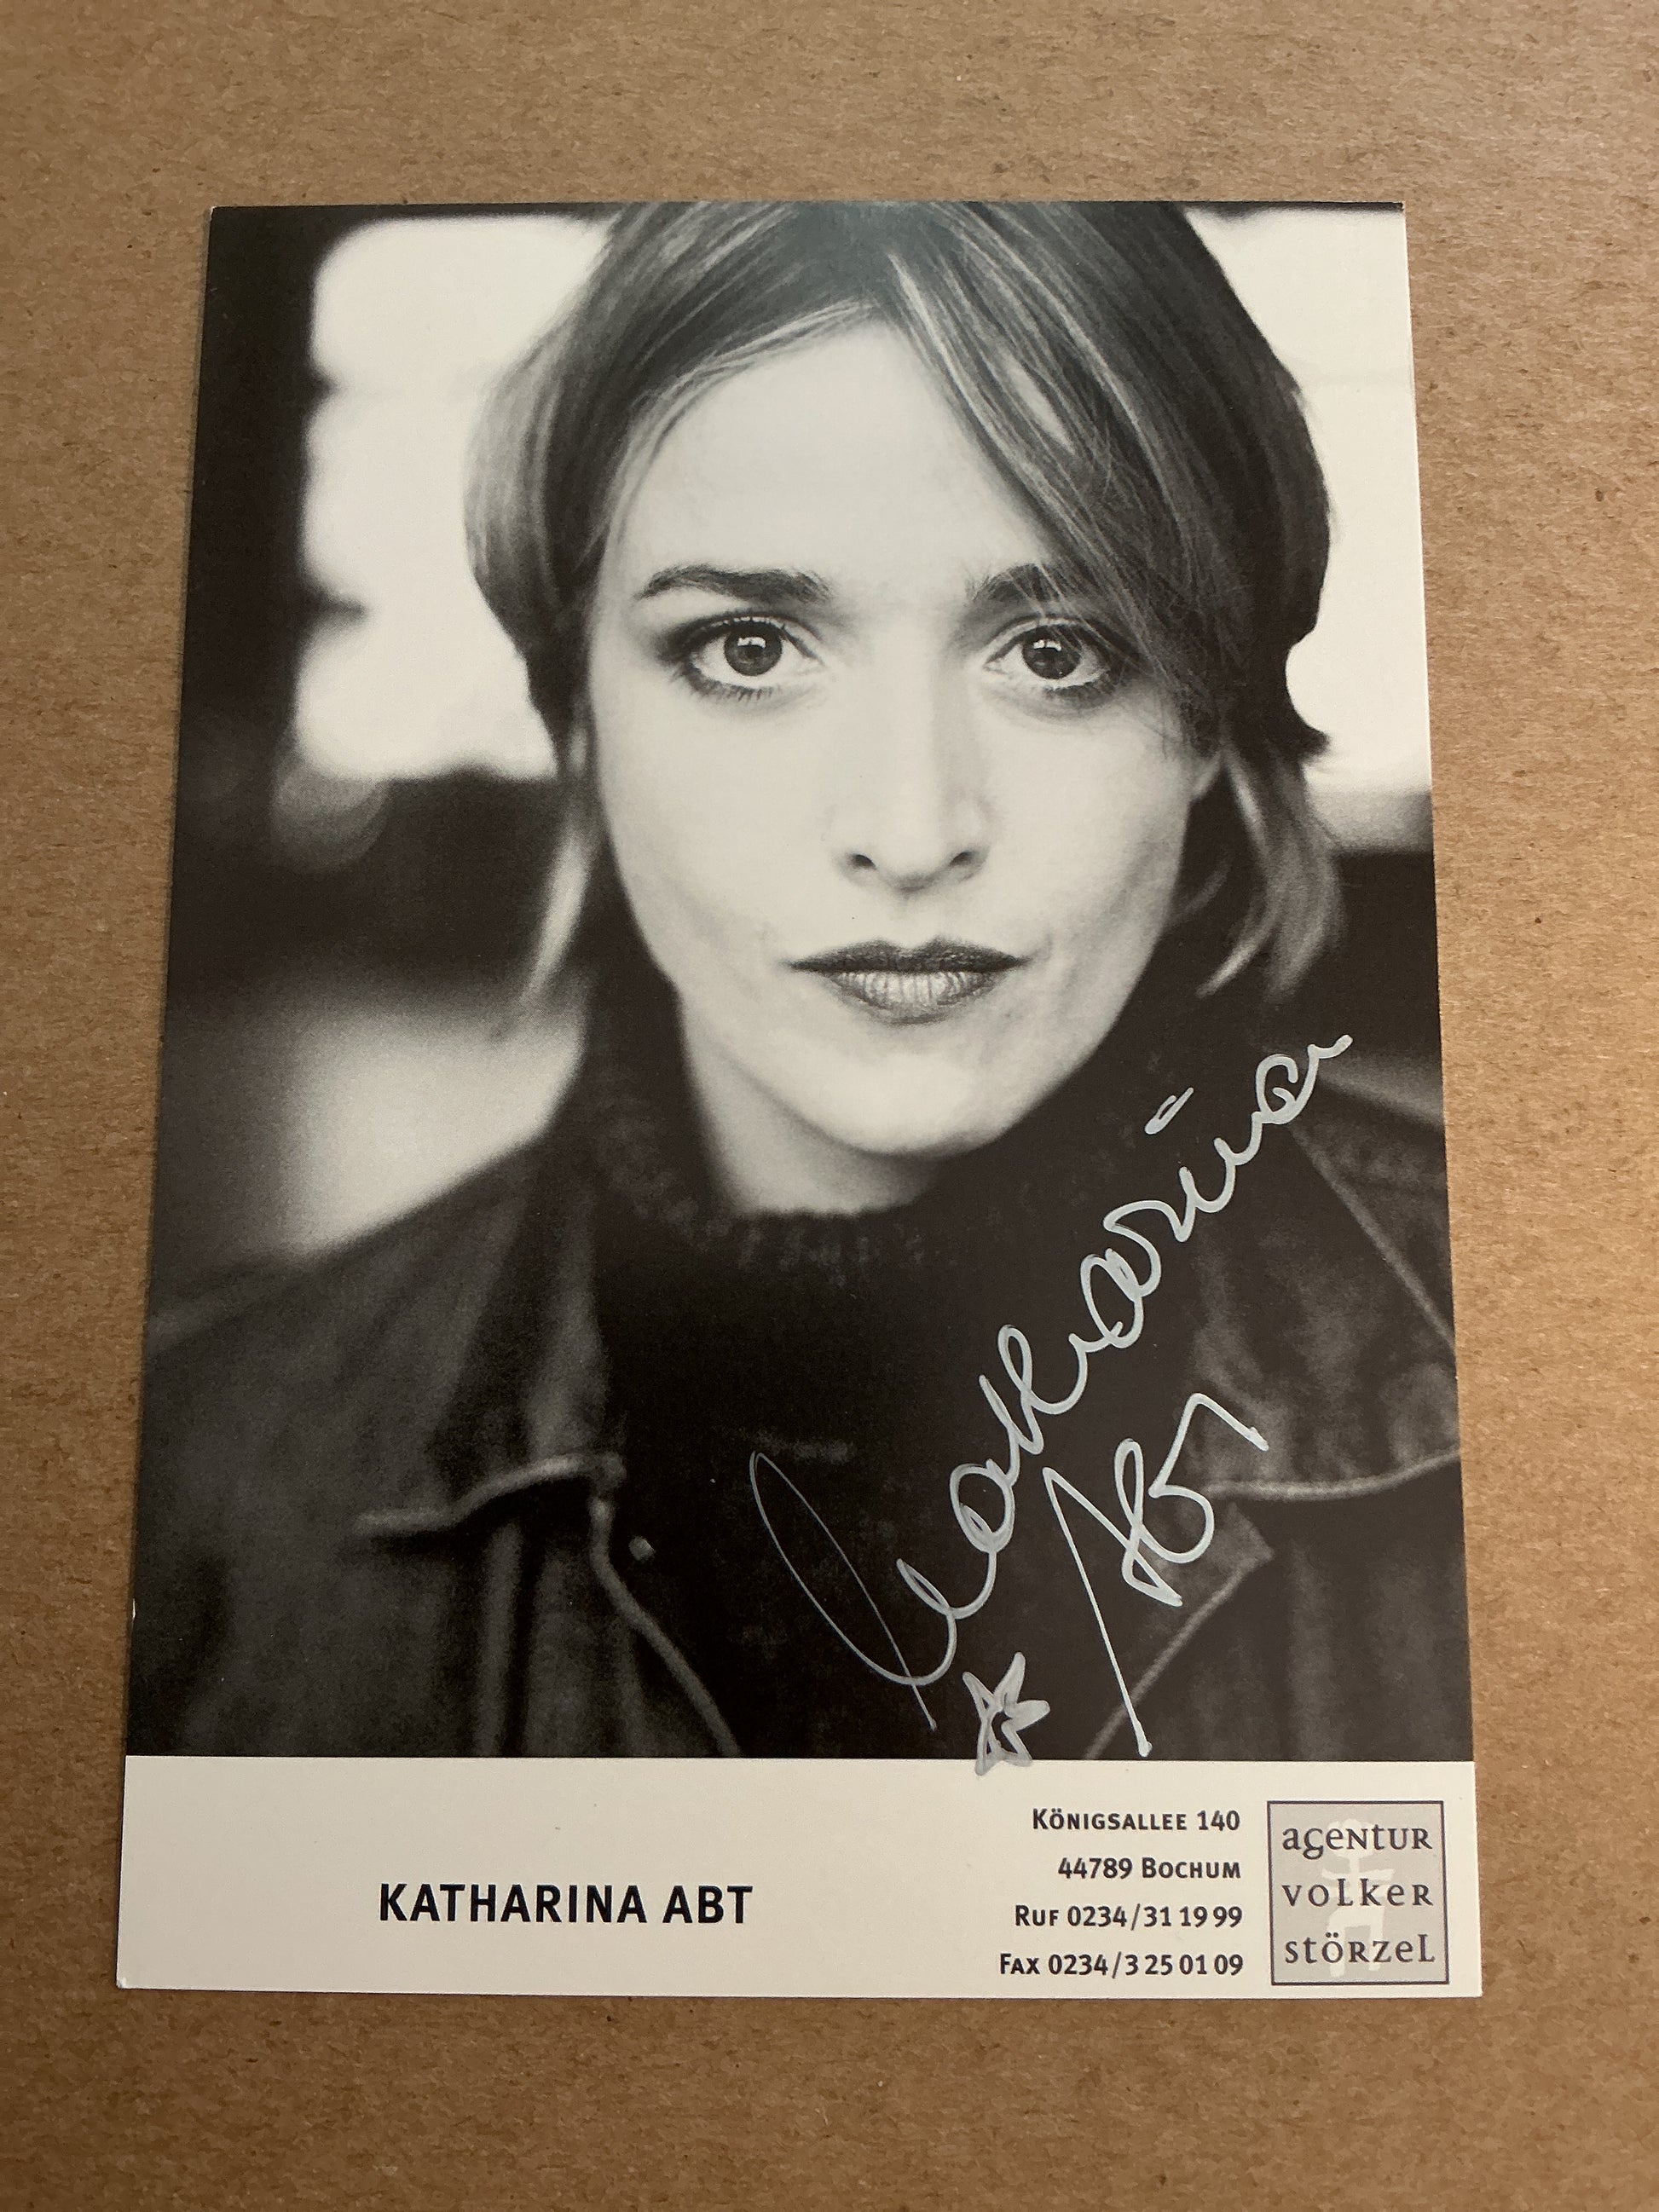 Katharina
Abt
KATHARINA ABT
KÖNIGSALLEE 140
44789 BOCHUM
RUF 0234/31 19 99
FAX 0234/3 25 01 09
agentur
volker
störzel